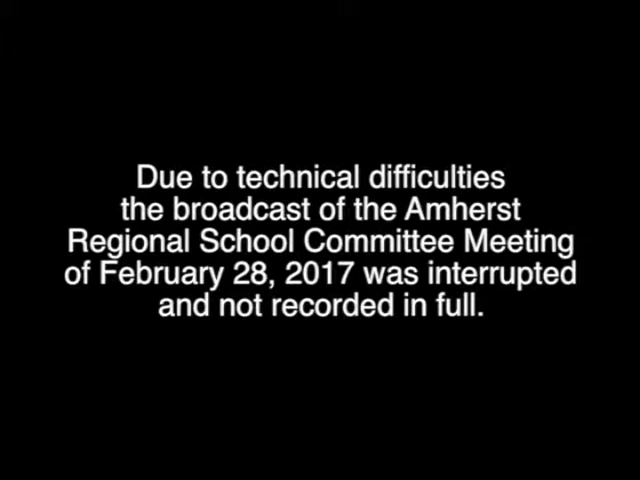 Due to technical difficulties
the broadcast of the Amherst
Regional School Committee Meeting
of February 28, 2017 was interrupted
and not recorded in full.